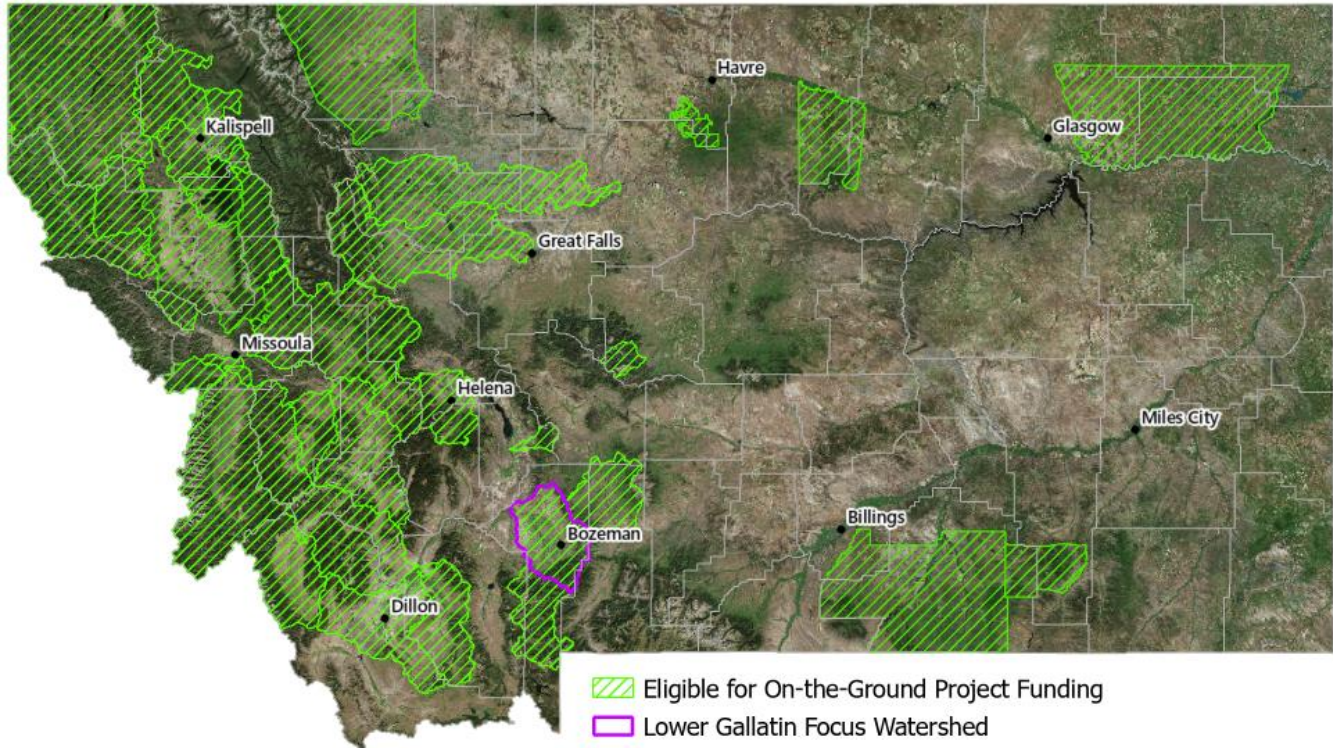 Havre
Kalispell
Glasgow
Great Falls
Missoula
Helena
Miles City
Billings
Bozeman
Dillon
Eligible for On-the-Ground Project Funding
Lower Gallatin Focus Watershed